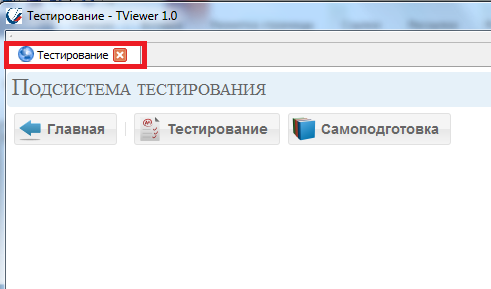 Тестирование - TViewer 1.0
Тестирование
Подсистема тестирования
Главная Тестирование Самоподготовка